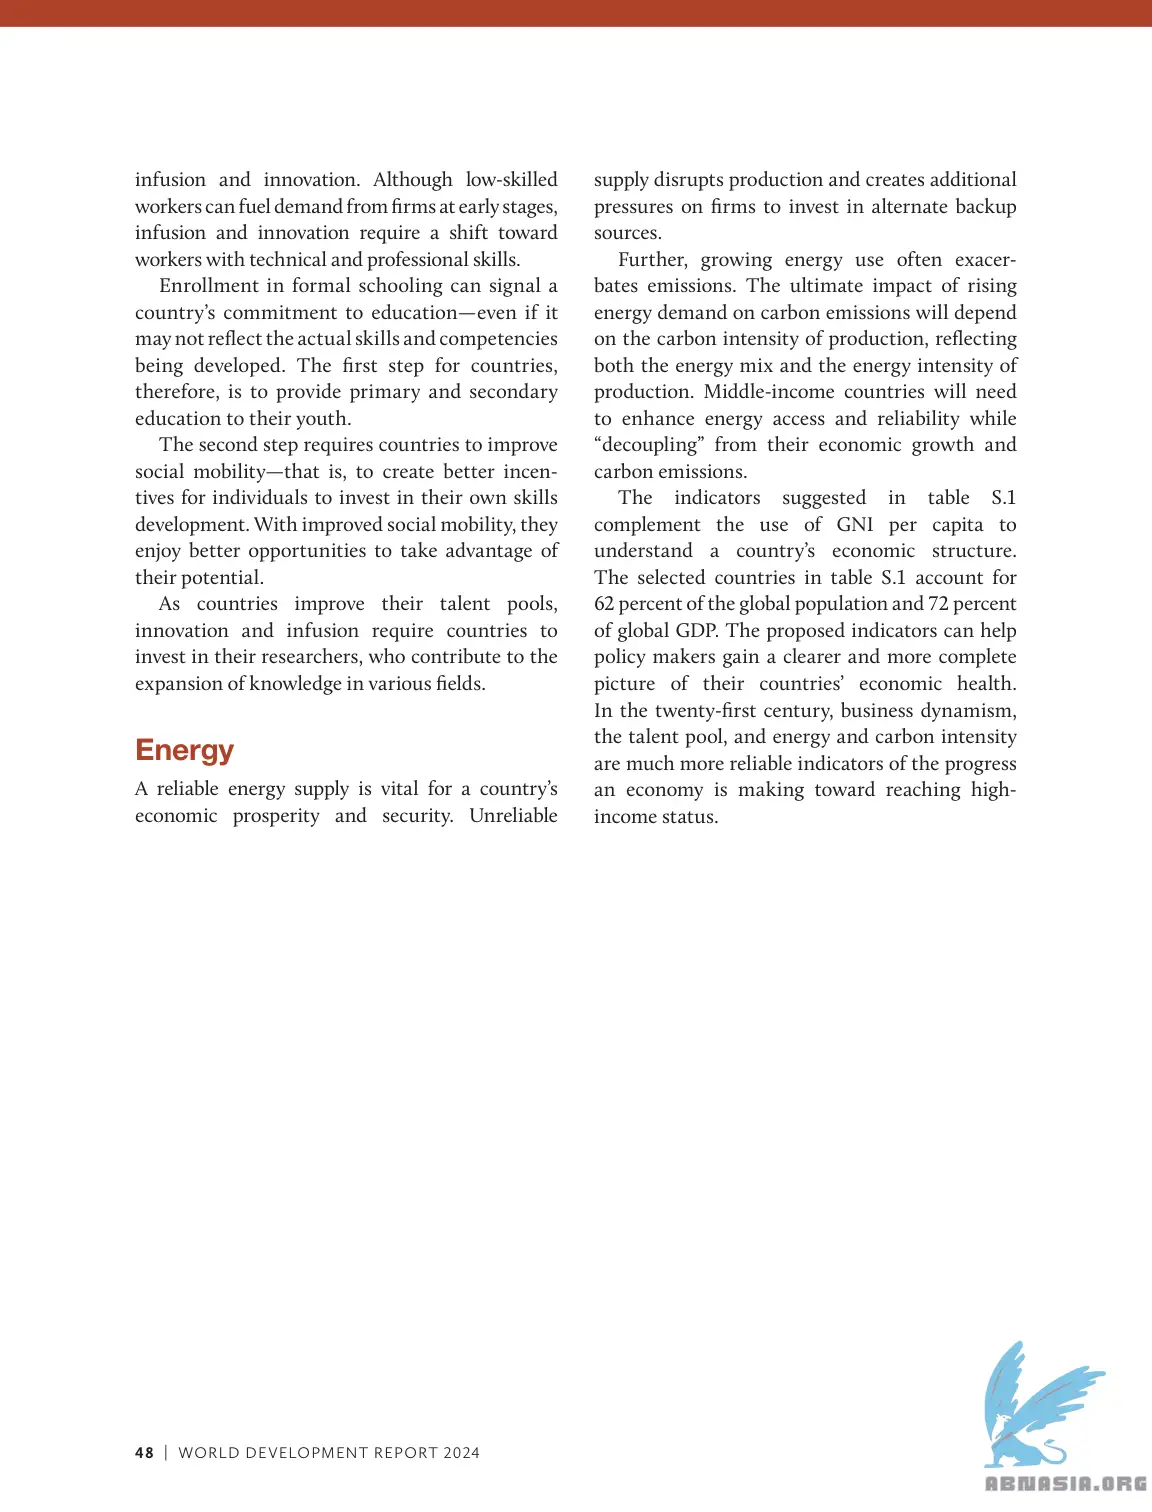 infusion and innovation. Although low-skilled
workers can fuel demand from firms at early stages,
infusion and innovation require a shift toward
workers with technical and professional skills.
Enrollment in formal schooling can signal a
country’s commitment to education—even if it
may not reflect the actual skills and competencies
being developed. The first step for countries,
therefore, is to provide primary and secondary
education to their youth.
The second step requires countries to improve
social mobility—that is, to create better incen-
tives for individuals to invest in their own skills
development. With improved social mobility, they
enjoy better opportunities to take advantage of
their potential.
As countries improve their talent pools,
innovation and infusion require countries to
invest in their researchers, who contribute to the
expansion of knowledge in various fields.
Energy
A reliable energy supply is vital for a country’s
economic prosperity and security. Unreliable
supply disrupts production and creates additional
pressures on firms to invest in alternate backup
sources.
Further, growing energy use often exacer-
bates emissions. The ultimate impact of rising
energy demand on carbon emissions will depend
on the carbon intensity of production, reflecting
both the energy mix and the energy intensity of
production. Middle-income countries will need
to enhance energy access and reliability while
“decoupling” from their economic growth and
carbon emissions.
The indicators suggested in table S.1
complement the use of GNI per capita to
understand a country’s economic structure.
The selected countries in table S.1 account for
62 percent of the global population and 72 percent
of global GDP. The proposed indicators can help
policy makers gain a clearer and more complete
picture of their countries’ economic health.
In the twenty-first century, business dynamism,
the talent pool, and energy and carbon intensity
are much more reliable indicators of the progress
an economy is making toward reaching high-
income status.
48 | WORLD DEVELOPMENT REPORT 2024
ABNASIA.ORG